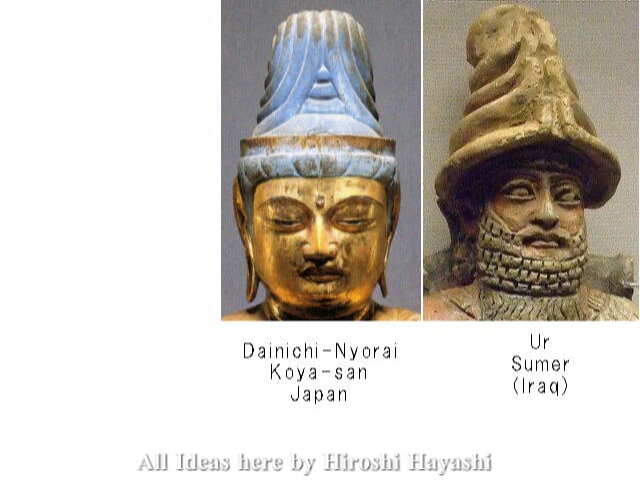 Dainichi-Nyorai
Koya-san
Japan
Ur
Sumer
(Iraq)
All Ideas here by Hiroshi Hayashi